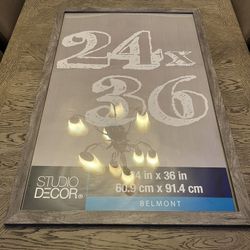 24x
36
STUDIO
DECOR®
4 in x 36 in
60.9 cm x 91.4 cm
BELMONT